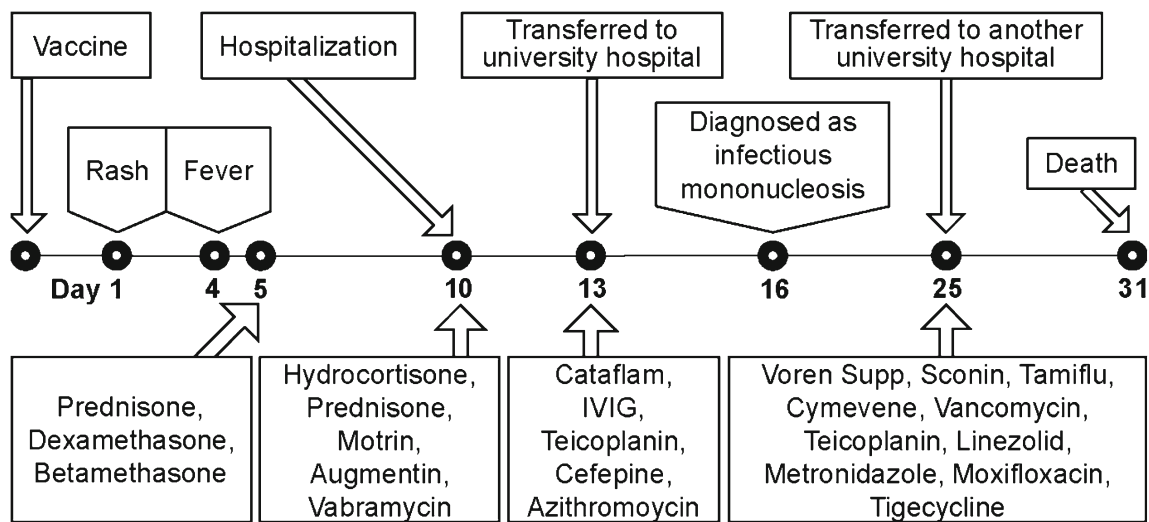 Vaccine
Hospitalization
Transferred to
university hospital
Transferred to another
university hospital
Rash
Fever
Diagnosed as
infectious
mononucleosis
Death
Day 1
4
5
10
13
16
25
31
Prednisone,
Dexamethasone,
Betamethasone
Hydrocortisone,
Prednisone,
Motrin,
Augmentin,
Vabramycin
Cataflam,
IVIG,
Teicoplanin,
Cefepine,
Azithromoycin
Voren Supp, Sconin, Tamiflu,
Cymevene, Vancomycin,
Teicoplanin, Linezolid,
Metronidazole, Moxifloxacin,
Tigecycline